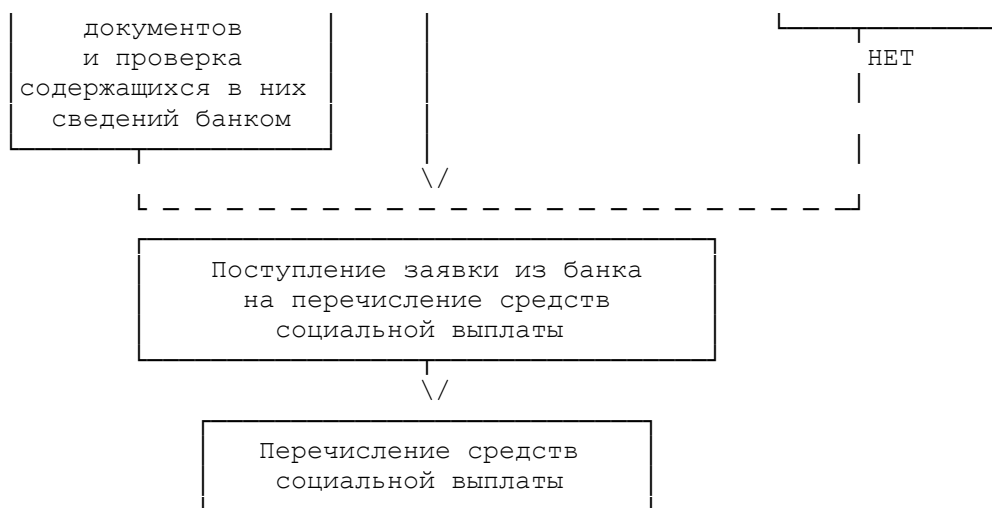 документов
и проверка
НЕТ
содержащихся в них
сведений банком
Поступление заявки из банка
на перечисление средств
социальной выплаты
Перечисление средств
социальной выплаты